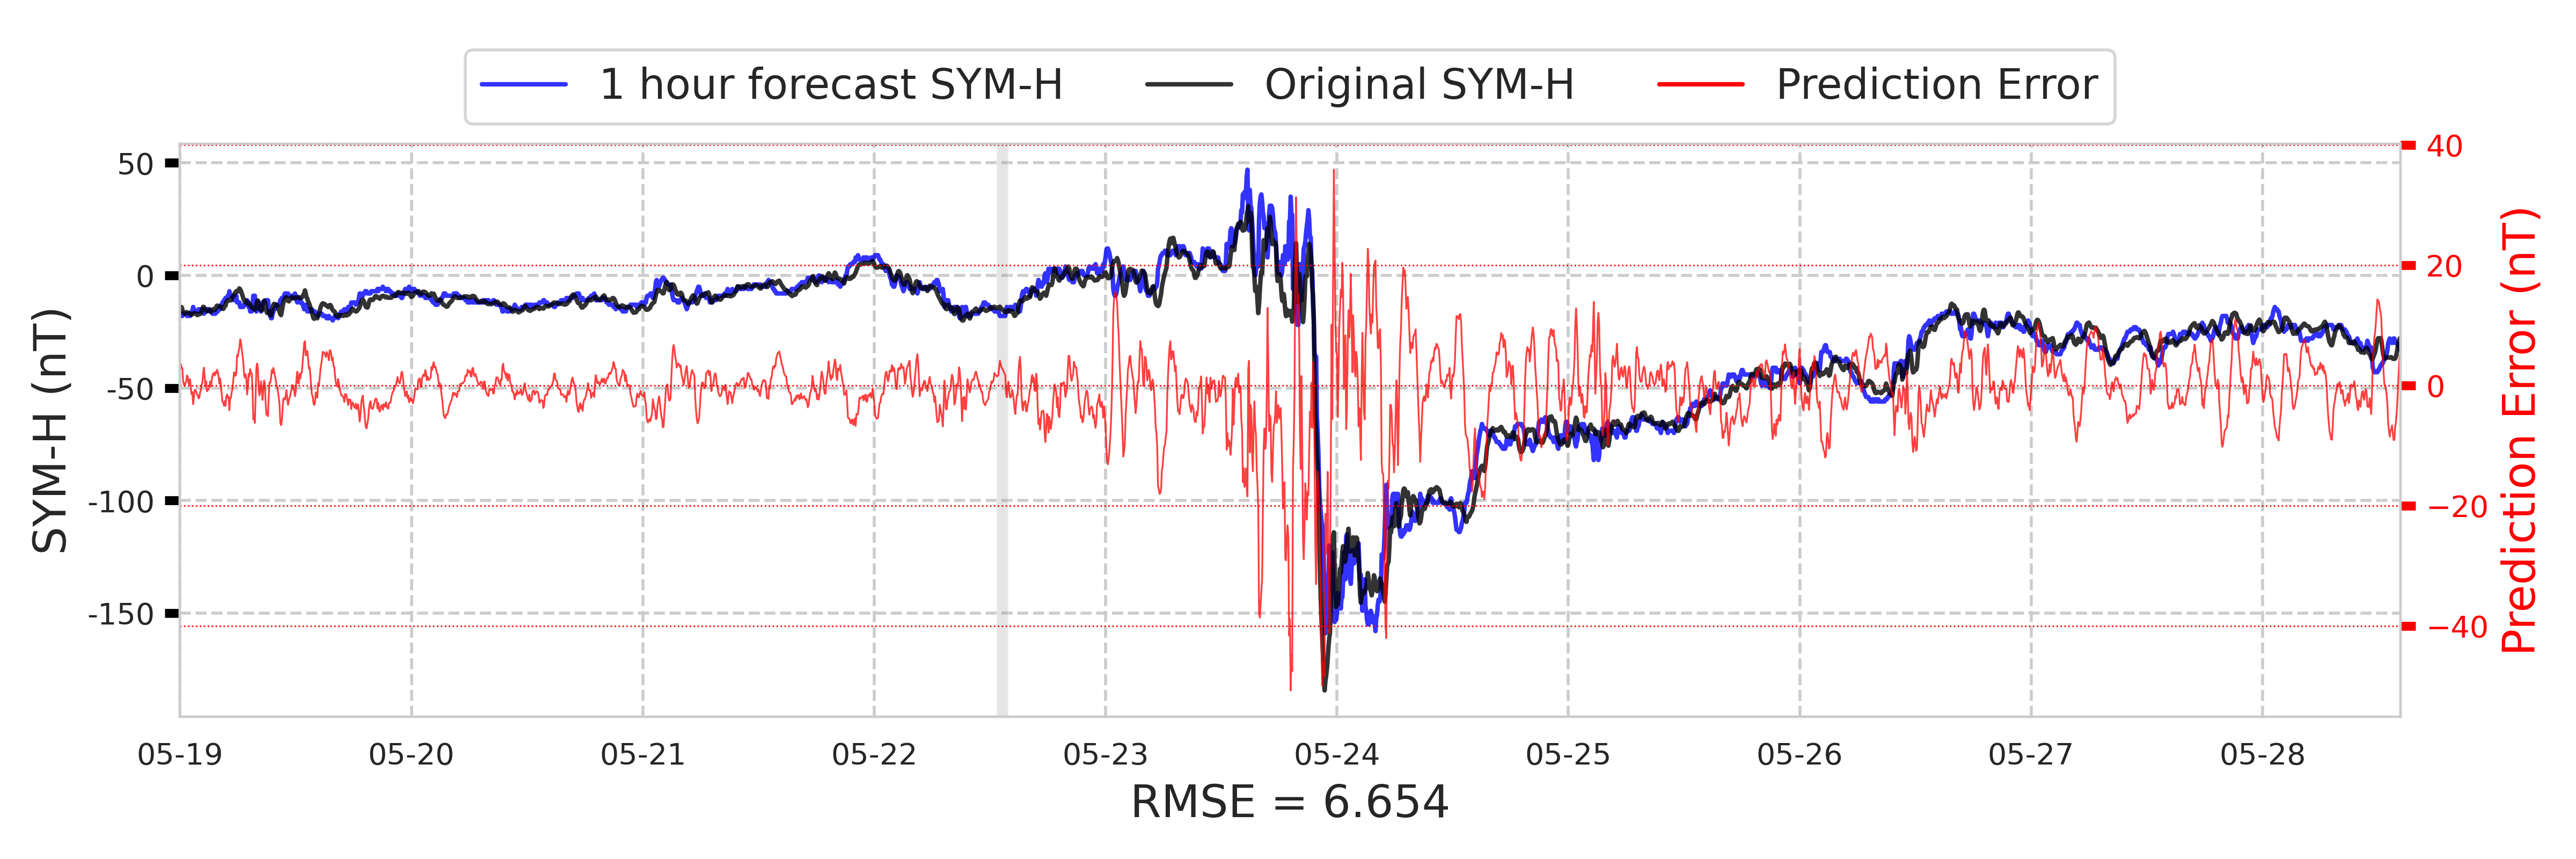 1 hour forecast SYM-H Original SYM-H Prediction Error
SYM-H (nT)
50
0
-50
-100
-150
40
20
0
−20
−40
Prediction Error (nT)
05-19 05-20 05-21 05-22 05-23 05-24 05-25 05-26 05-27 05-28
RMSE = 6.654